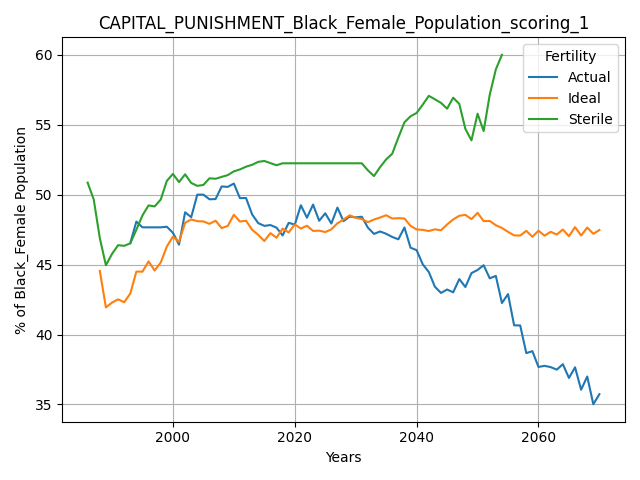 CAPITAL_PUNISHMENT_Black_Female_Population_scoring_1
Fertility
Actual
Ideal
Sterile
% of Black_Female Population
60
55
50
45
40
35
2000
2020
2040
2060
Years